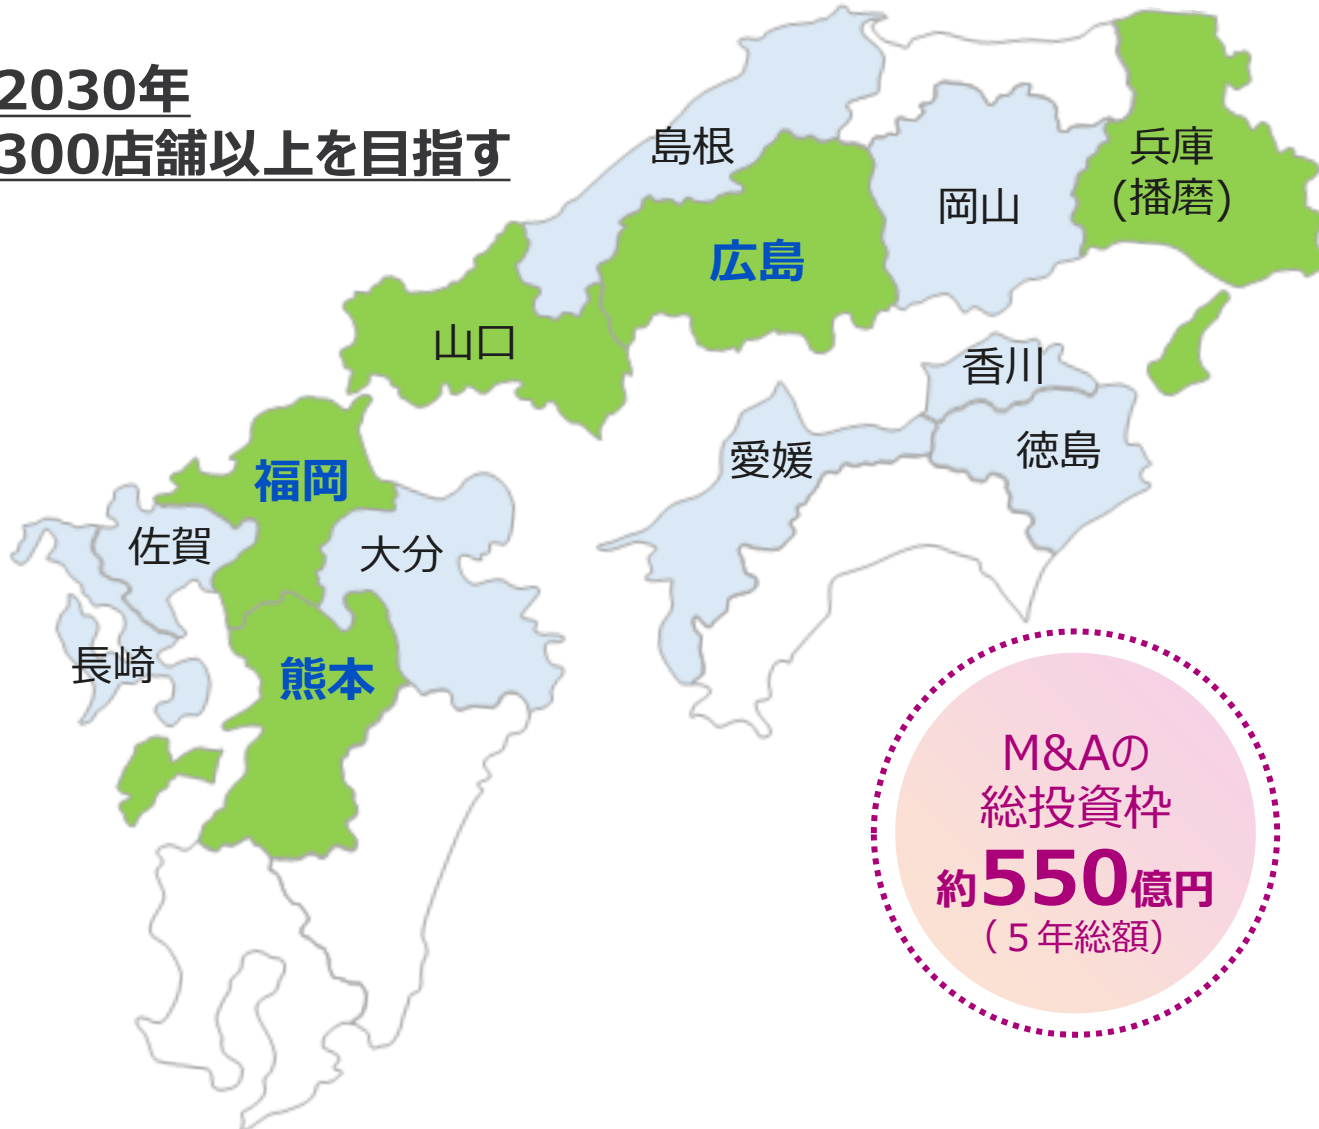 2030年
300店舗以上を目指す
島根
兵庫
(播磨)
岡山
広島
山口
香川
愛媛
徳島
福岡
佐賀
大分
長崎
熊本
M&Aの
総投資枠
約550億円
（５年総額）